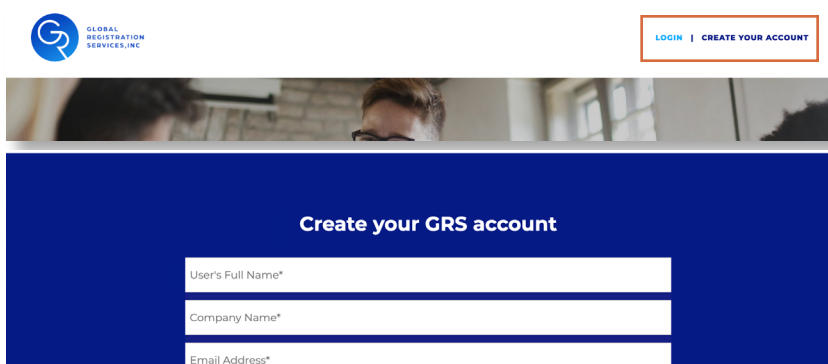 GLOBAL
REGISTRATION
SERVICES,INC
LOGIN | CREATE YOUR ACCOUNT
Create your GRS account
User's Full Name*
Company Name*
Email Address*